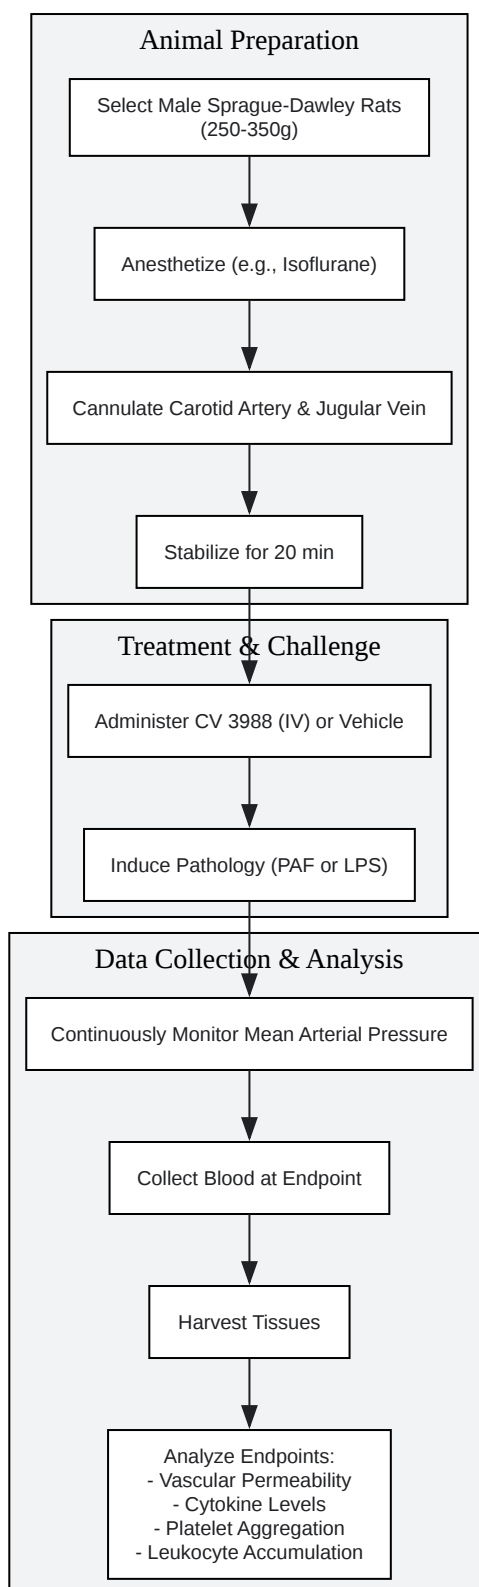 Animal Preparation
Select Male Sprague-Dawley Rats
(250-350g)
Anesthetize (e.g., Isoflurane)
Cannulate Carotid Artery & Jugular Vein
Stabilize for 20 min
Treatment & Challenge
Administer CV 3988 (IV) or Vehicle
Induce Pathology (PAF or LPS)
Data Collection & Analysis
Continuously Monitor Mean Arterial Pressure
Collect Blood at Endpoint
Harvest Tissues
Analyze Endpoints:
- Vascular Permeability
- Cytokine Levels
- Platelet Aggregation
- Leukocyte Accumulation